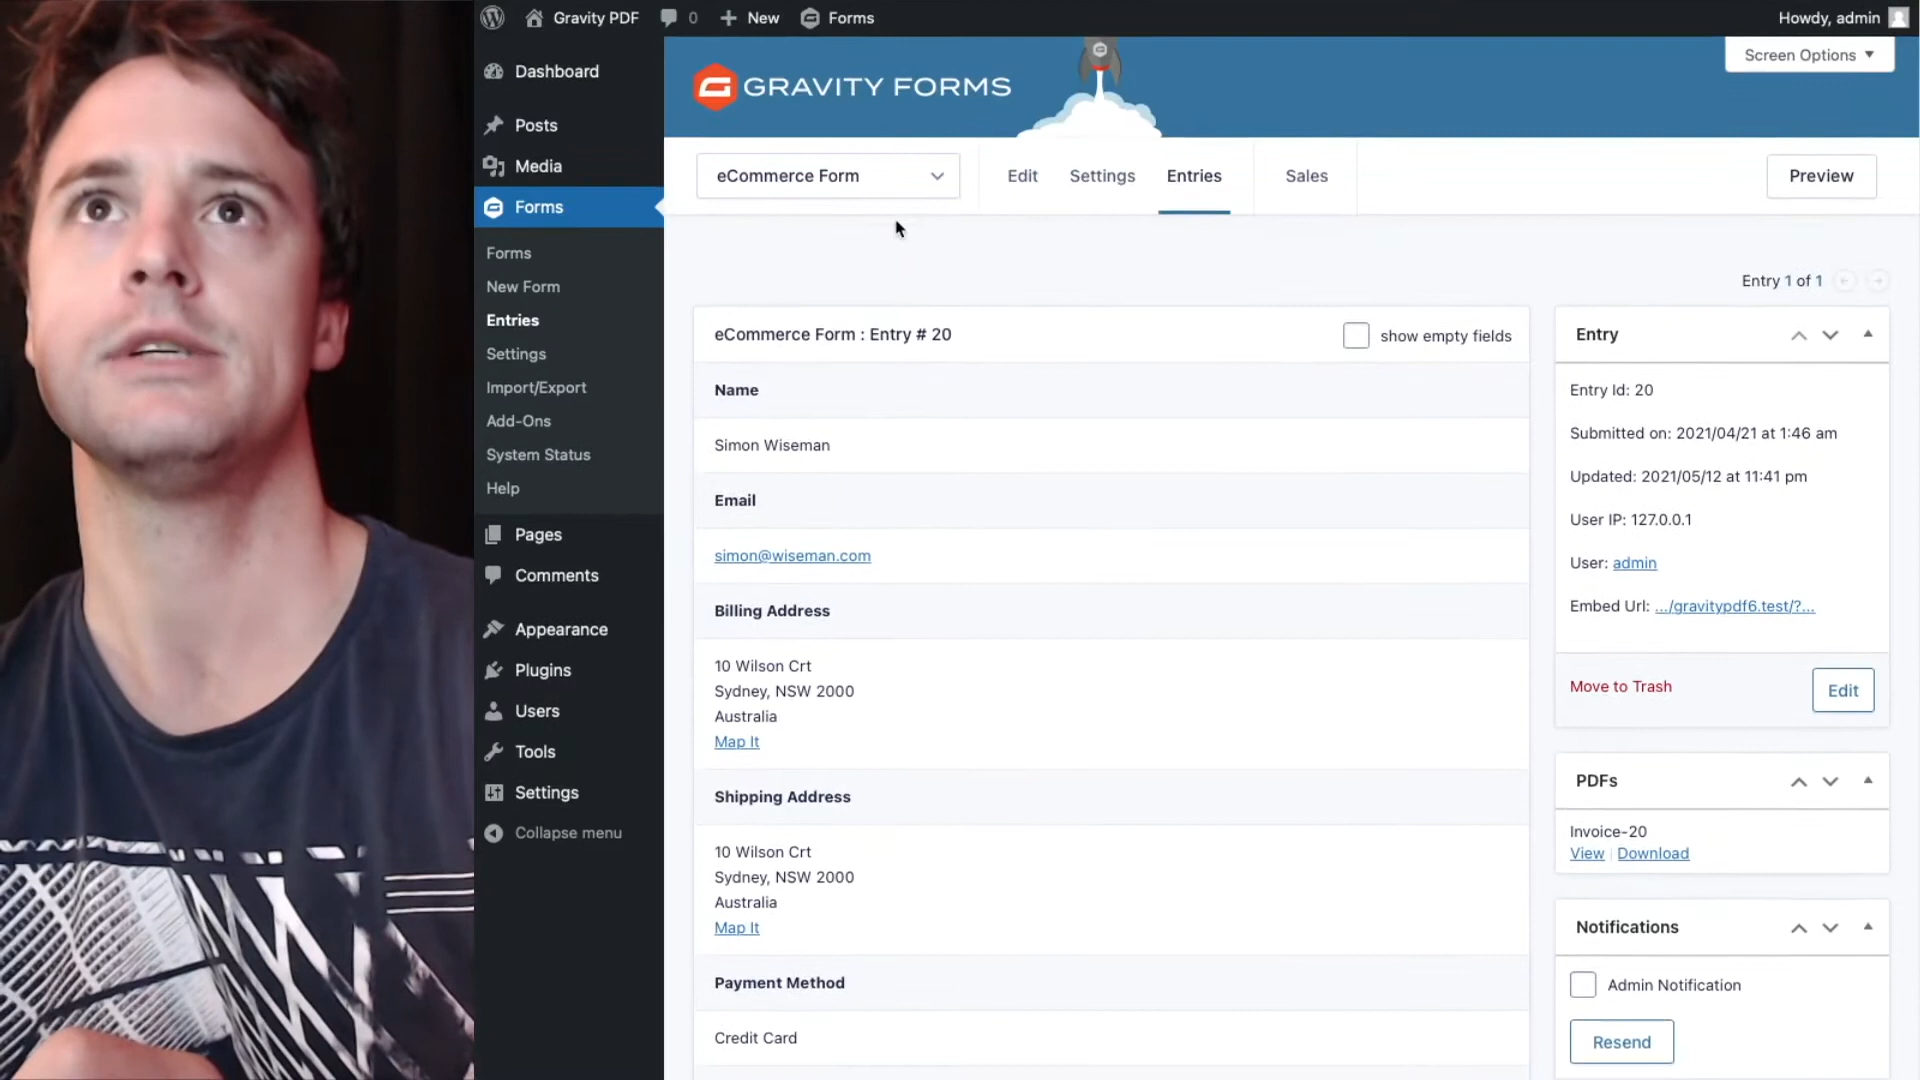 Gravity PDF
0
New
Forms
Howdy, admin
Dashboard
Posts
Media
Forms
Forms
New Form
Entries
Settings
Import/Export
Add-Ons
System Status
Help
Pages
Comments
Appearance
Plugins
Users
Tools
Settings
Collapse menu
GRAVITY FORMS
Screen Options
eCommerce Form
Edit
Settings
Entries
Sales
Preview
Entry 1 of 1
eCommerce Form : Entry # 20
show empty fields
Name
Simon Wiseman
Email
simon@wiseman.com
Billing Address
10 Wilson Crt
Sydney, NSW 2000
Australia
Map It
Shipping Address
10 Wilson Crt
Sydney, NSW 2000
Australia
Map It
Payment Method
Credit Card
Entry
Entry Id: 20
Submitted on: 2021/04/21 at 1:46 am
Updated: 2021/05/12 at 11:41 pm
User IP: 127.0.0.1
User: admin
Embed Url: .../gravitypdf6.test/?...
Move to Trash
Edit
PDFs
Invoice-20
View | Download
Notifications
Admin Notification
Resend